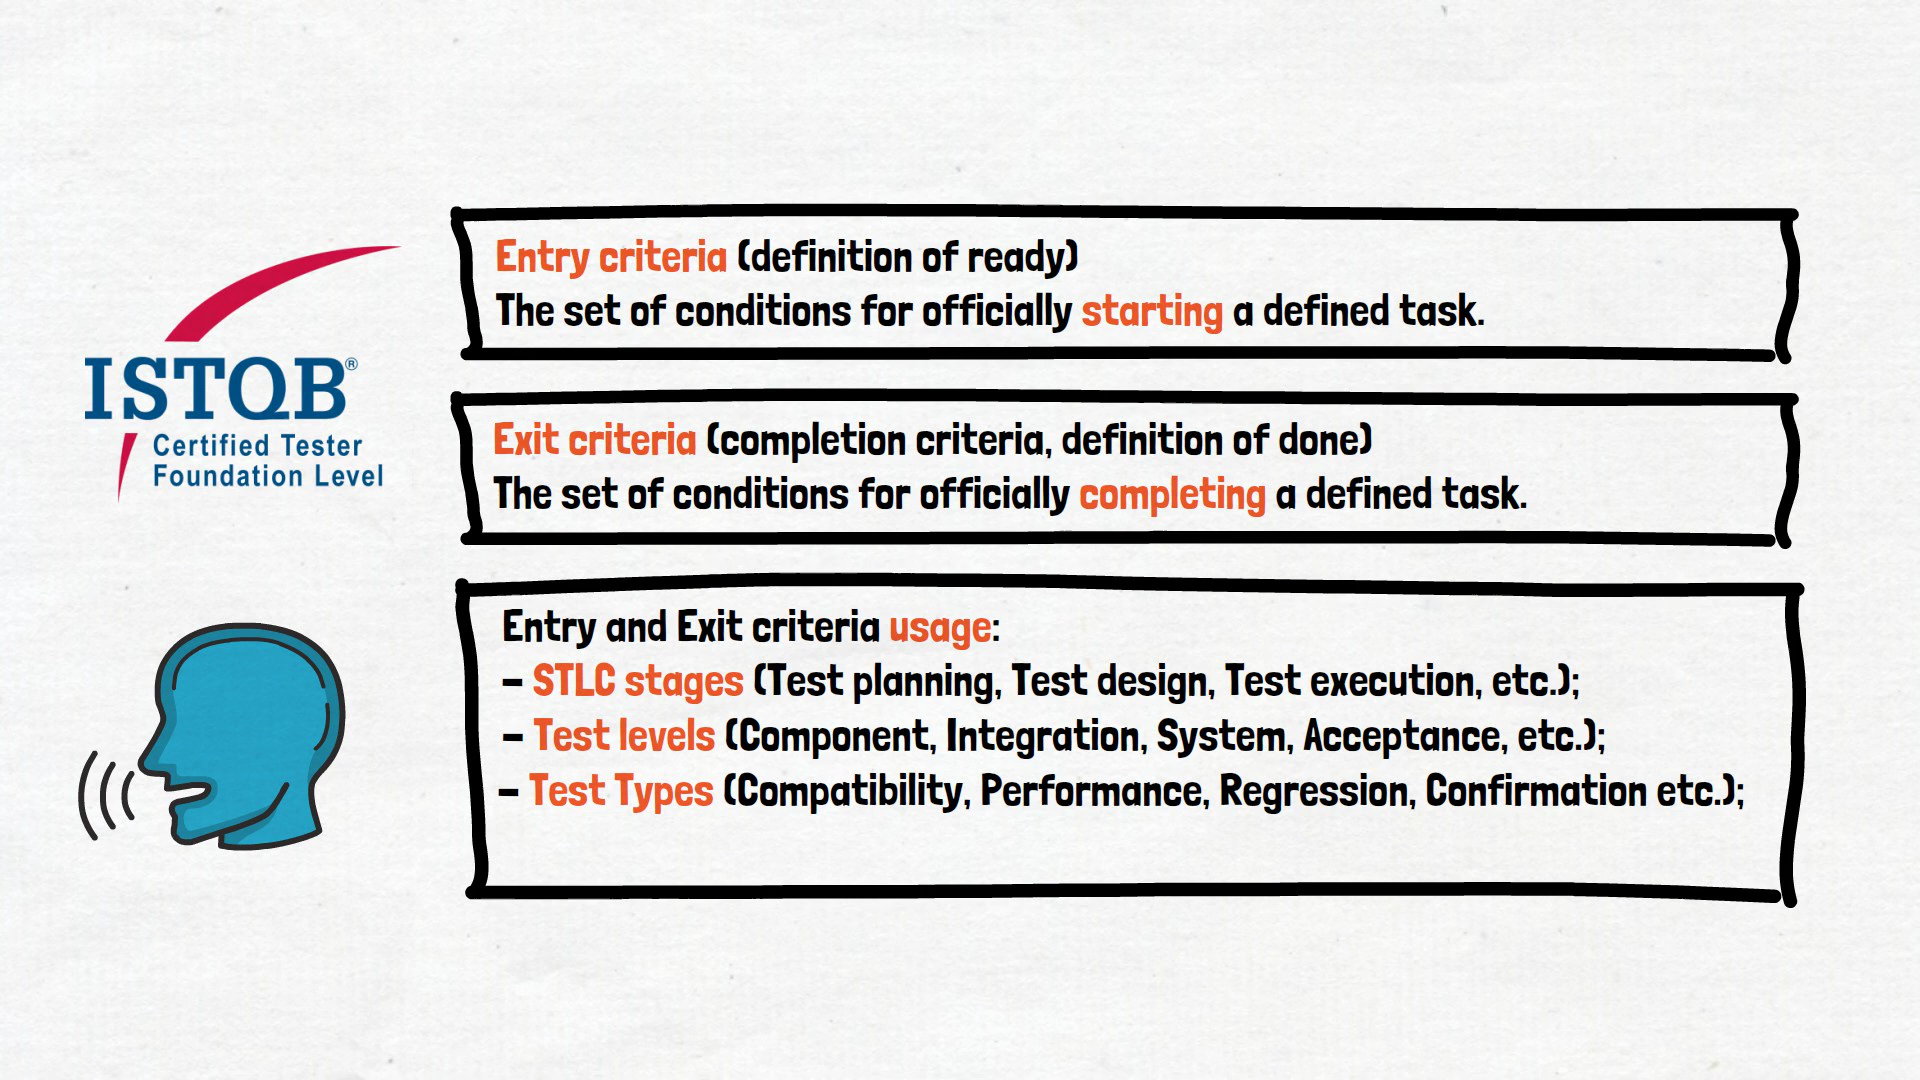 ISTQB®
Certified Tester
Foundation Level
Entry criteria (definition of ready)
The set of conditions for officially starting a defined task.
Exit criteria (completion criteria, definition of done)
The set of conditions for officially completing a defined task.
Entry and Exit criteria usage:
- STLC stages (Test planning, Test design, Test execution, etc.);
- Test levels (Component, Integration, System, Acceptance, etc.);
- Test Types (Compatibility, Performance, Regression, Confirmation etc.);